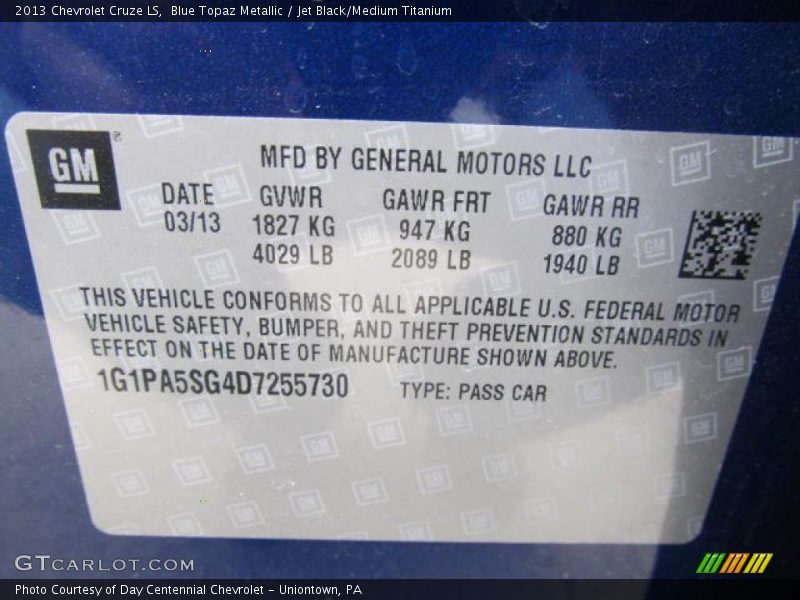 2013 Chevrolet Cruze LS,  Blue Topaz Metallic / Jet Black/Medium Titanium
GM ®
MFD BY GENERAL MOTORS LLC
DATE GVWR GAWR FRT GAWR RR
03/13 1827 KG 947 KG 880 KG
4029 LB 2089 LB 1940 LB
THIS VEHICLE CONFORMS TO ALL APPLICABLE U.S. FEDERAL MOTOR
VEHICLE SAFETY, BUMPER, AND THEFT PREVENTION STANDARDS IN
EFFECT ON THE DATE OF MANUFACTURE SHOWN ABOVE.
1G1PA5SG4D7255730 TYPE: PASS CAR
GTCARLOT.COM
Photo Courtesy of Day Centennial Chevrolet - Uniontown, PA